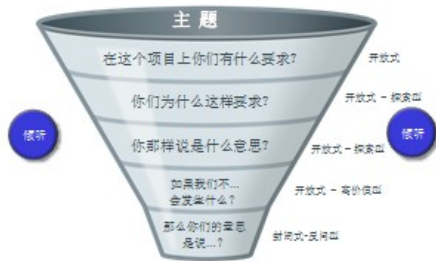 主 题
在这个项目上你们有什么要求？
开放式
你们为什么这样要求？
开放式 – 探索型
倾听
倾听
你那样说是什么意思？
开放式 – 探索型
如果我们不…
会发生什么？
开放式 – 高价值型
那么你们的意思
是说…？
封闭式-反问型